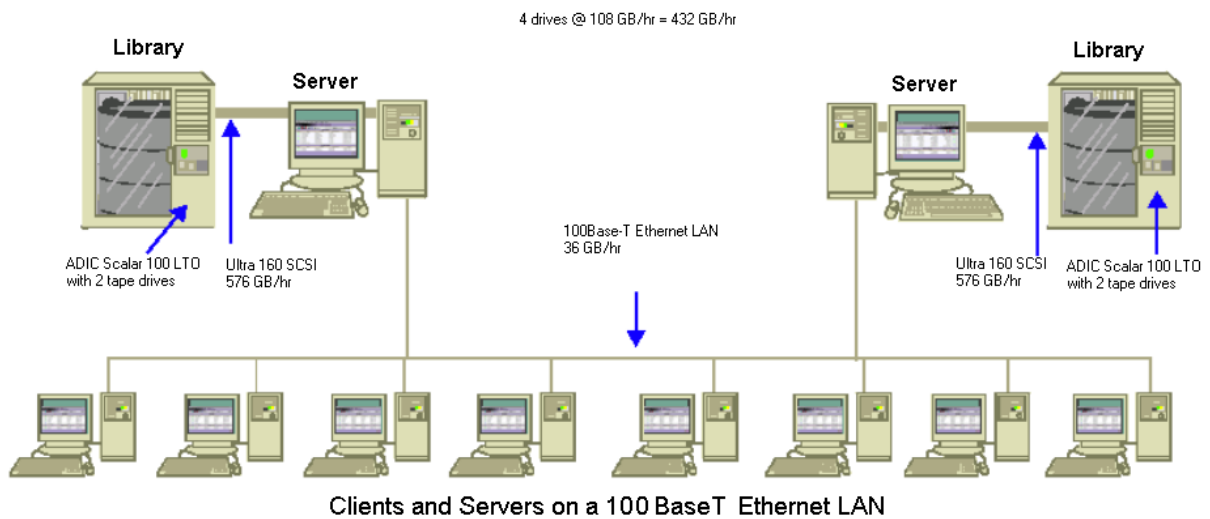 4 drives @ 108 GB/hr = 432 GB/hr
Library
Server
Server
Library
100Base-T Ethernet LAN
36 GB/hr
ADIC Scalar 100 LTO
with 2 tape drives
Ultra 160 SCSI
576 GB/hr
Ultra 160 SCSI
576 GB/hr
ADIC Scalar 100 LTO
with 2 tape drives
Clients and Servers on a 100 BaseT Ethernet LAN